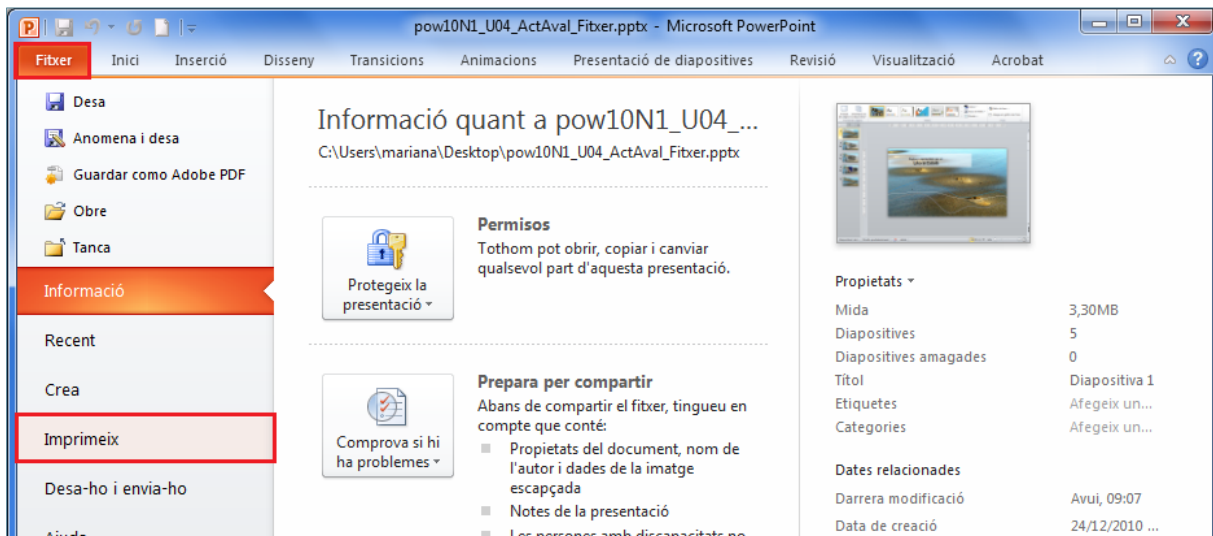 pow10N1_U04_ActAval_Fitxer.pptx - Microsoft PowerPoint
Fitxer Inici Inserció Disseny Transicions Animacions Presentació de diapositives Revisió Visualització Acrobat
Desa
Anomena i desa
Guardar como Adobe PDF
Obre
Tanca
Informació
Recent
Crea
Imprimeix
Desa-ho i envia-ho
Ajuda
Informació quant a pow10N1_U04_...
C:\Users\mariana\Desktop\pow10N1_U04_ActAval_Fitxer.pptx
Protegeix la
presentació
Permisos
Tothom pot obrir, copiar i canviar
qualsevol part d'aquesta presentació.
Comprova si hi
ha problemes
Prepara per compartir
Abans de compartir el fitxer, tingueu en
compte que conté:
Propietats del document, nom de
l'autor i dades de la imatge
escapçada
Notes de la presentació
Les persones amb discapacitats no
Propietats
Mida 3,30MB
Diapositives 5
Diapositives amagades 0
Títol Diapositiva 1
Etiquetes Afegeix un...
Categories Afegeix un...
Dates relacionades
Darrera modificació Avui, 09:07
Data de creació 24/12/2010 ...